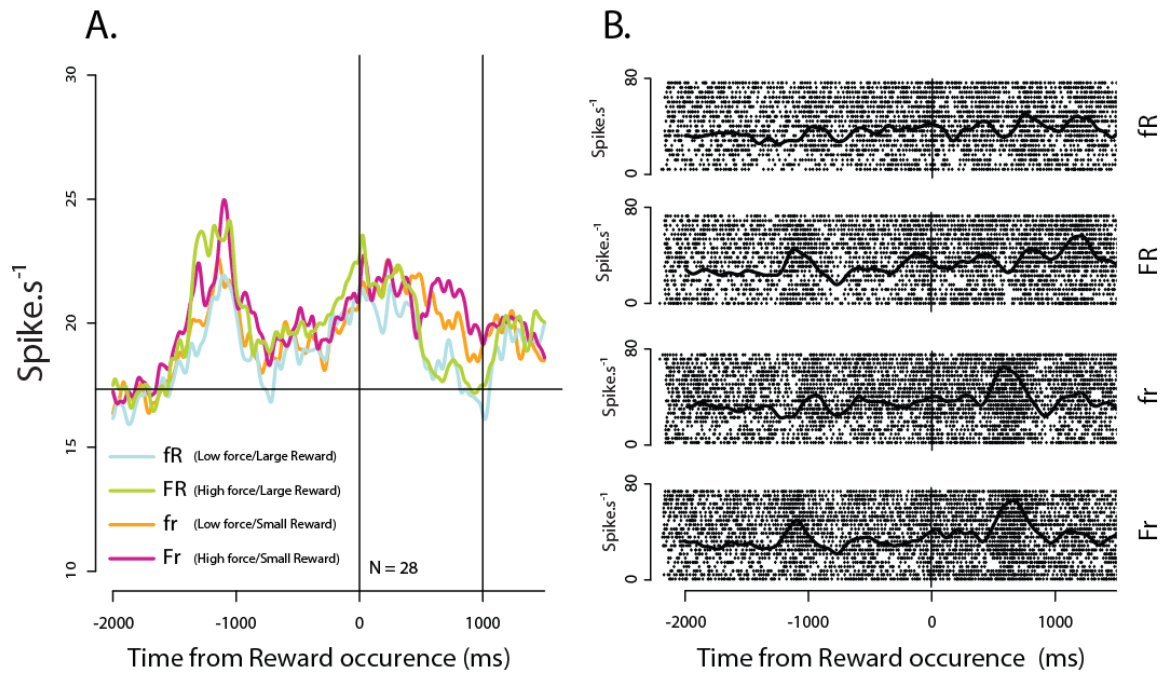 A.
30
25
20
15
10
Spike.s⁻¹
fR (Low force/Large Reward)
FR (High force/Large Reward)
fr (Low force/Small Reward)
Fr (High force/Small Reward)
N = 28
-2000 -1000 0 1000
Time from Reward occurence (ms)
B.
80
0
Spike.s⁻¹
fR
80
0
Spike.s⁻¹
FR
80
0
Spike.s⁻¹
fr
80
0
Spike.s⁻¹
Fr
-2000 -1000 0 1000
Time from Reward occurence (ms)